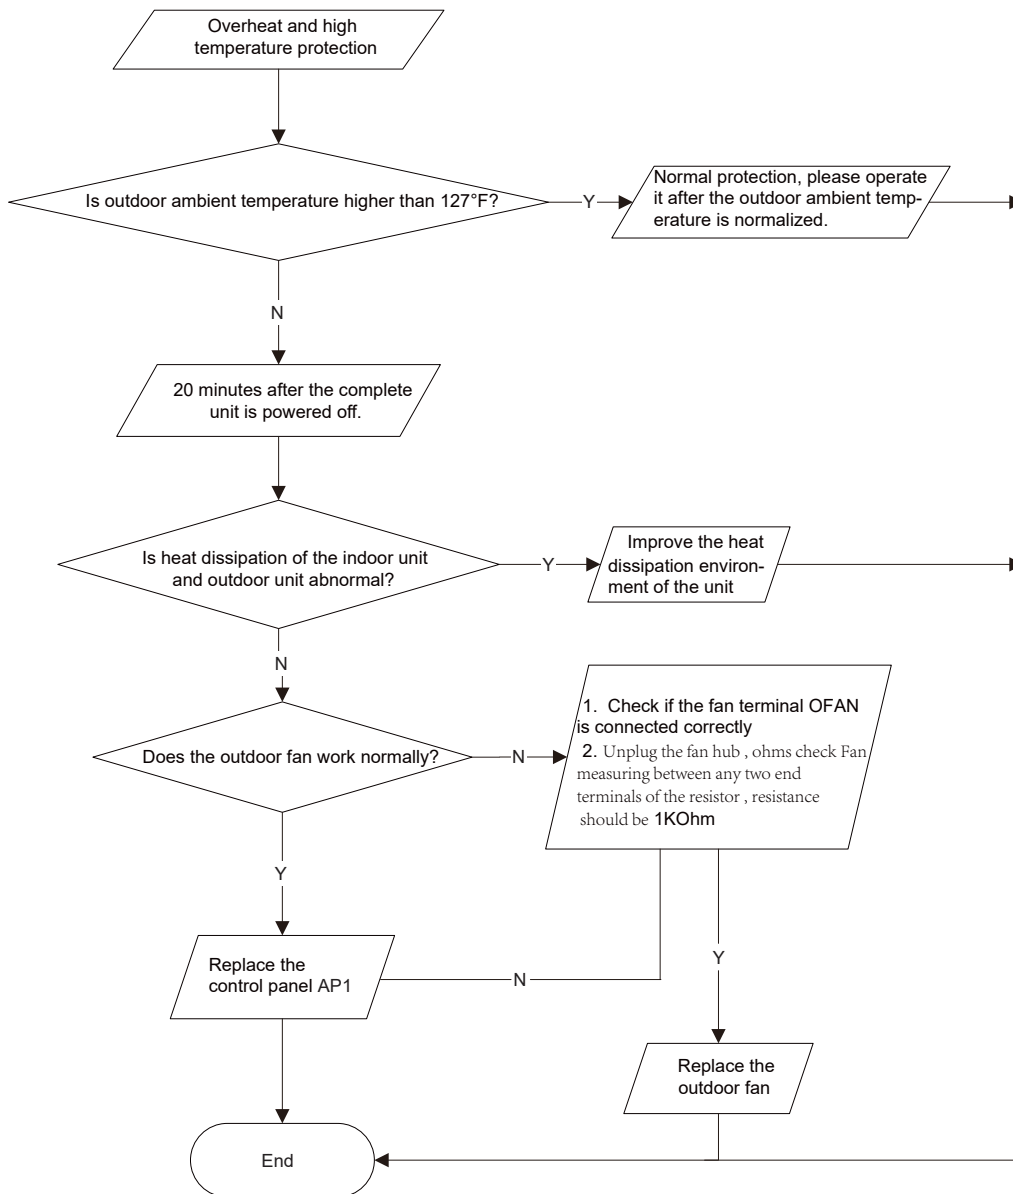 Overheat and high
temperature protection
Is outdoor ambient temperature higher than 127°F?
Y
Normal protection, please operate
it after the outdoor ambient temp-
erature is normalized.
N
20 minutes after the complete
unit is powered off.
Is heat dissipation of the indoor unit
and outdoor unit abnormal?
Y
Improve the heat
dissipation environ-
ment of the unit
N
Does the outdoor fan work normally?
N
1. Check if the fan terminal OFAN
is connected correctly
2. Unplug the fan hub , ohms check Fan
measuring between any two end
terminals of the resistor , resistance
should be 1KOhm
Y
Replace the
control panel AP1
N
Y
Replace the
outdoor fan
End